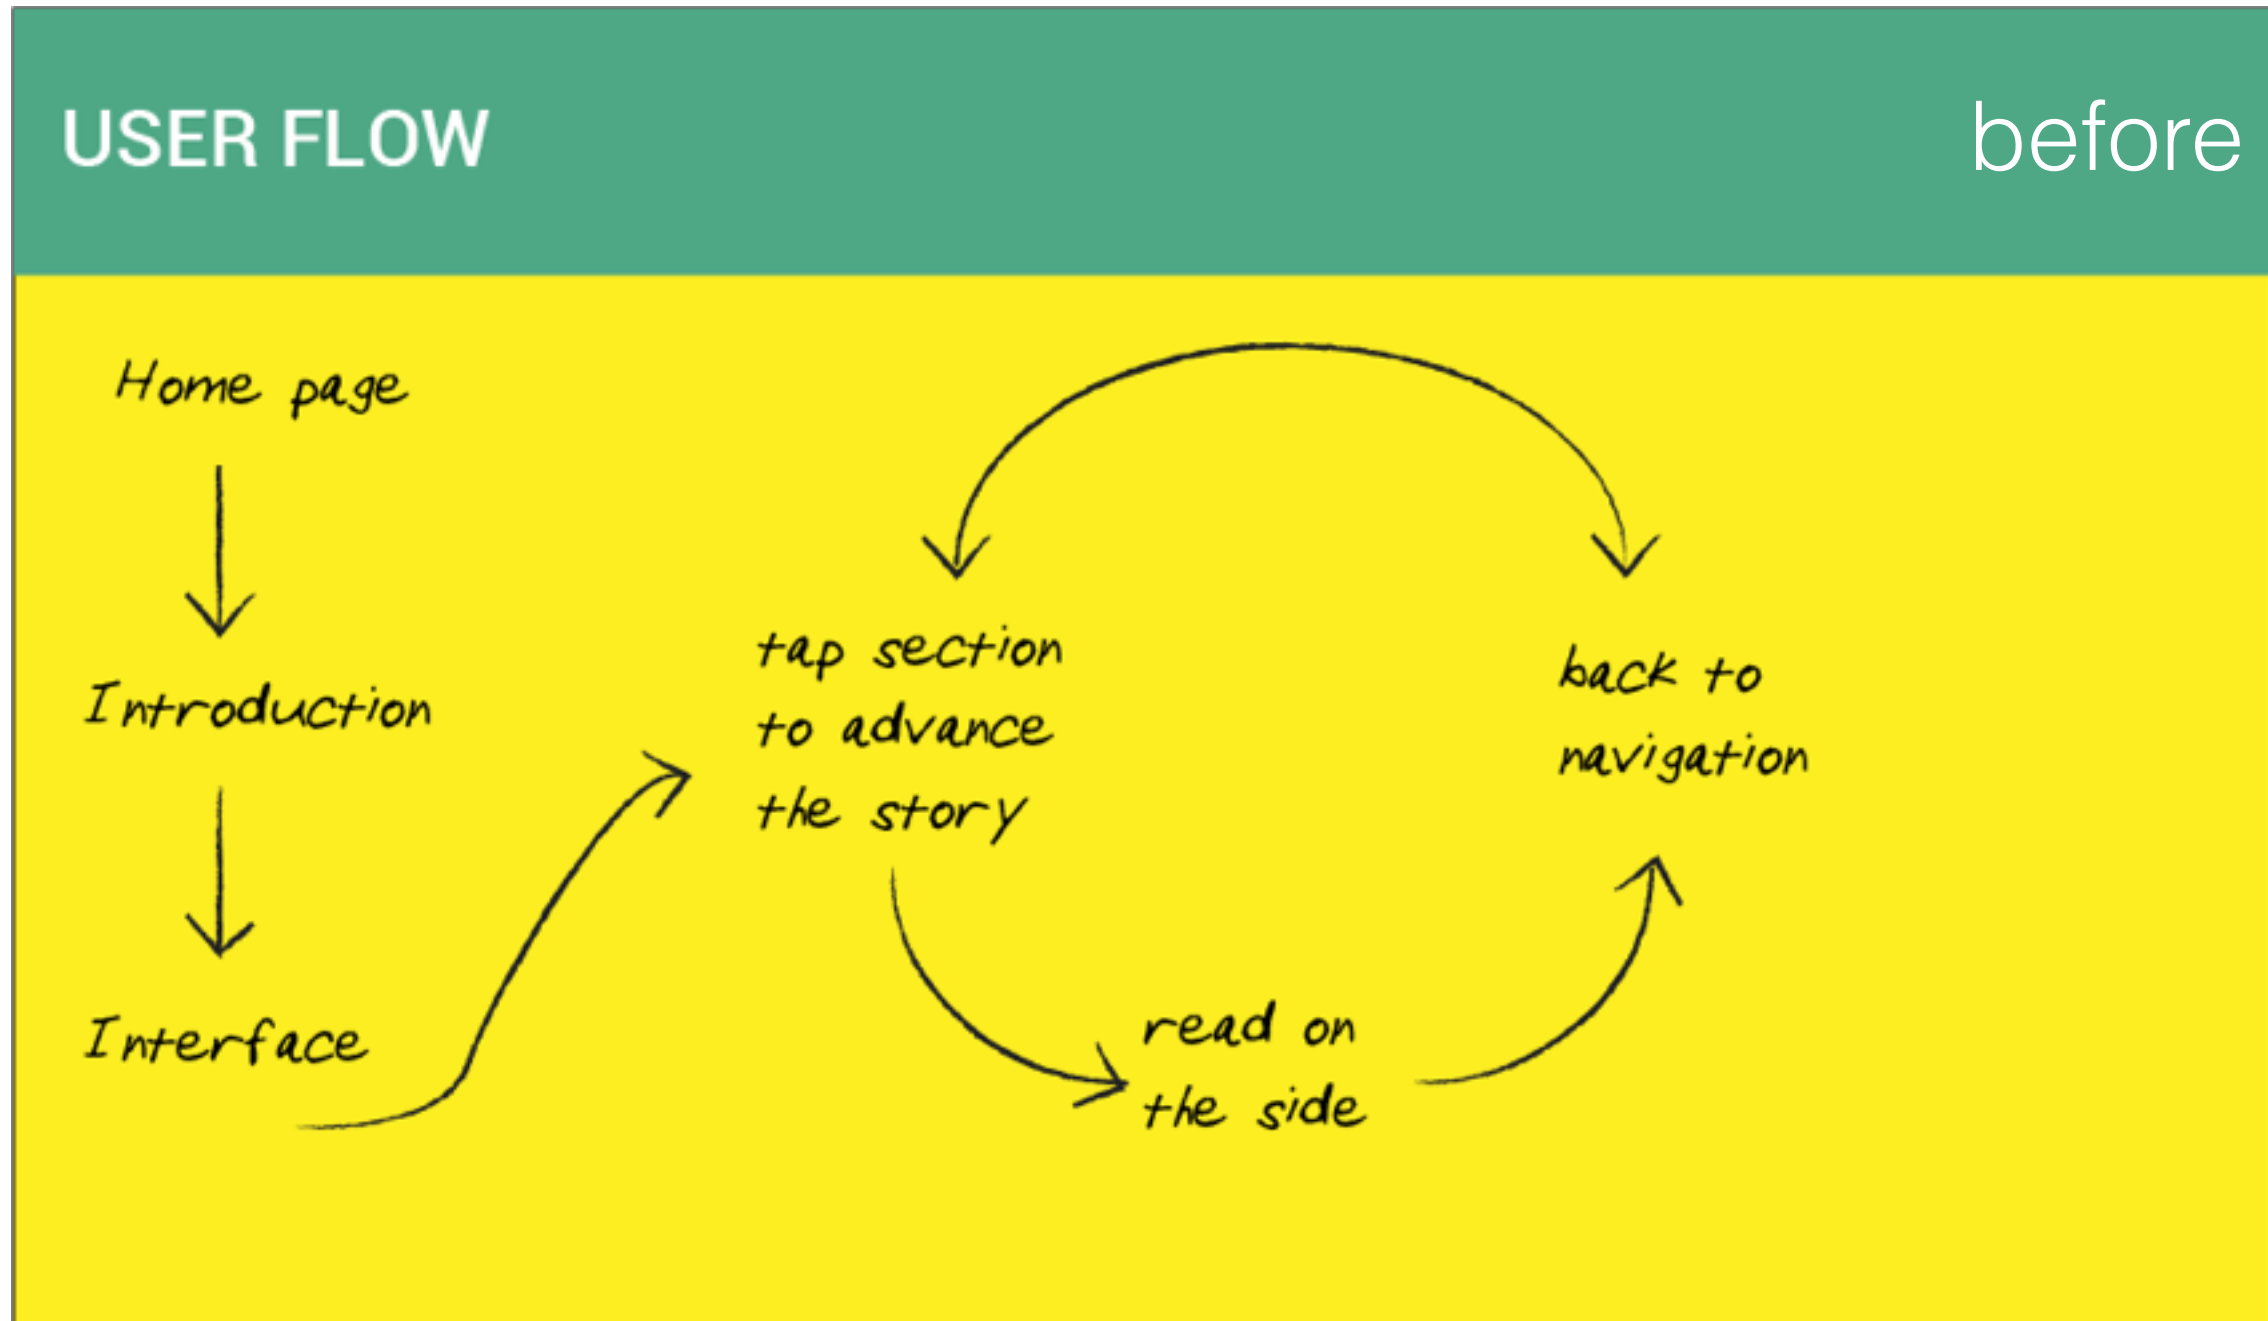 USER FLOW
before
Home page
Introduction
Interface
tap section
to advance
the story
read on
the side
back to
navigation